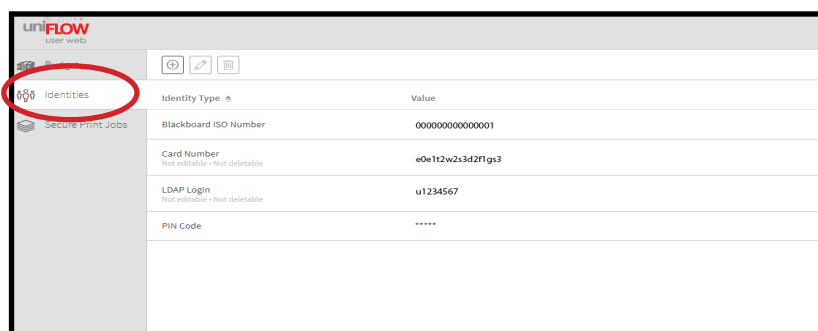 uniFLOW
user web
Budget
Identities
Secure Print Jobs
Identity Type Value
Blackboard ISO Number 000000000000001
Card Number
Not editable • Not deletable
e0e1t2w2s3d2f1gs3
LDAP Login
Not editable • Not deletable
u1234567
PIN Code *****